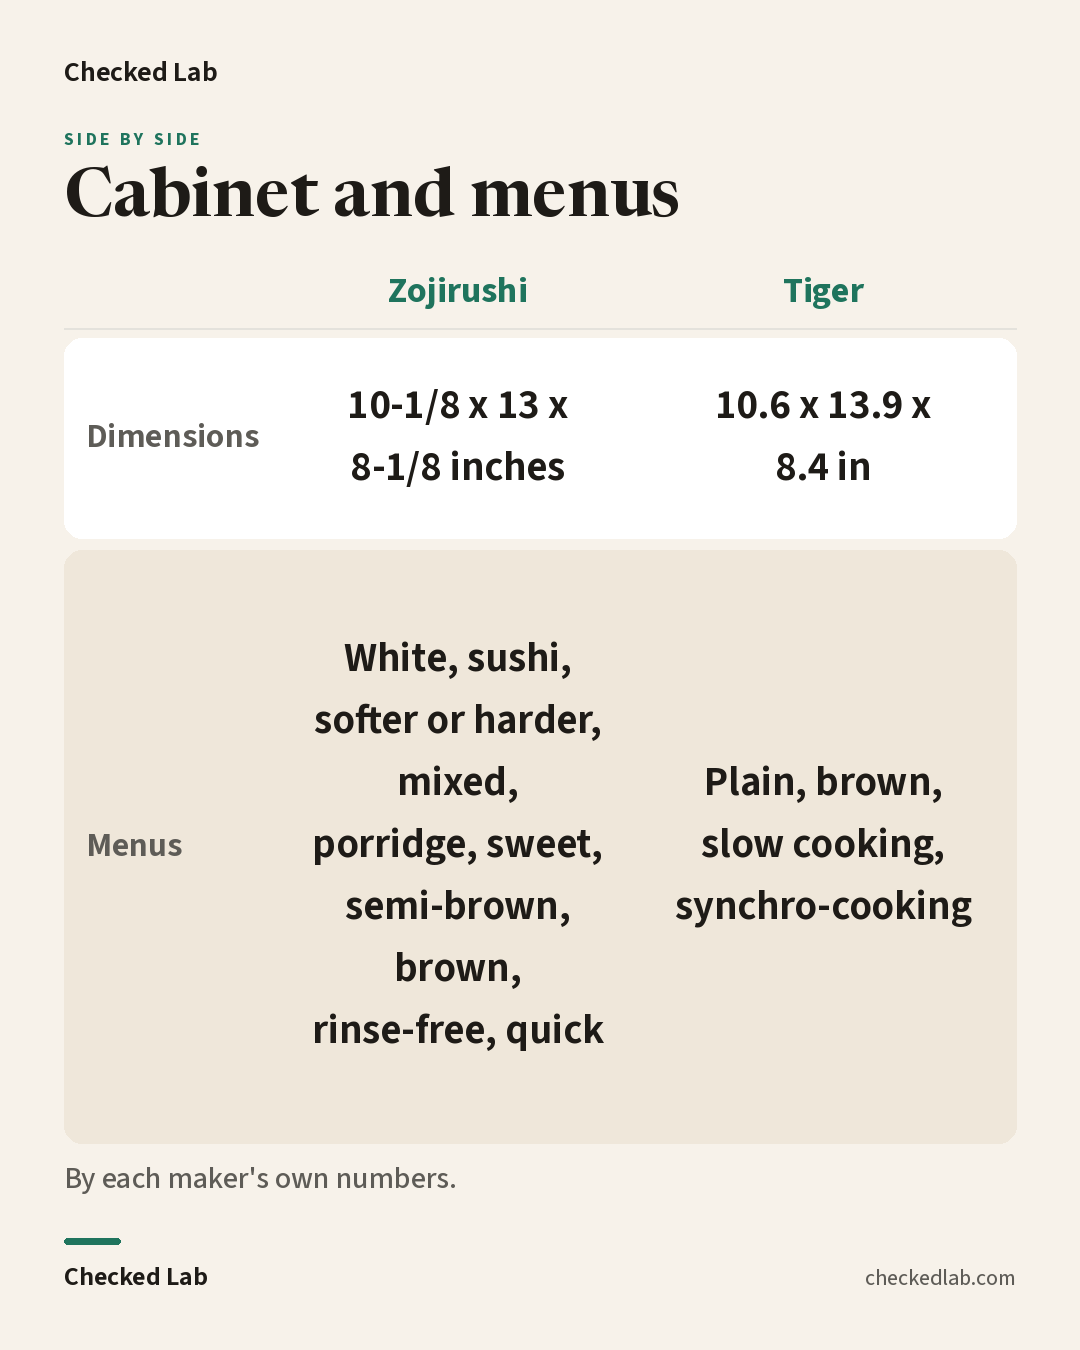 Checked Lab
SIDE BY SIDE
Cabinet and menus
Zojirushi
Tiger
Dimensions
10-1/8 x 13 x
8-1/8 inches
10.6 x 13.9 x
8.4 in
Menus
White, sushi,
softer or harder,
mixed,
porridge, sweet,
semi-brown,
brown,
rinse-free, quick
Plain, brown,
slow cooking,
synchro-cooking
By each maker's own numbers.
Checked Lab
checkedlab.com